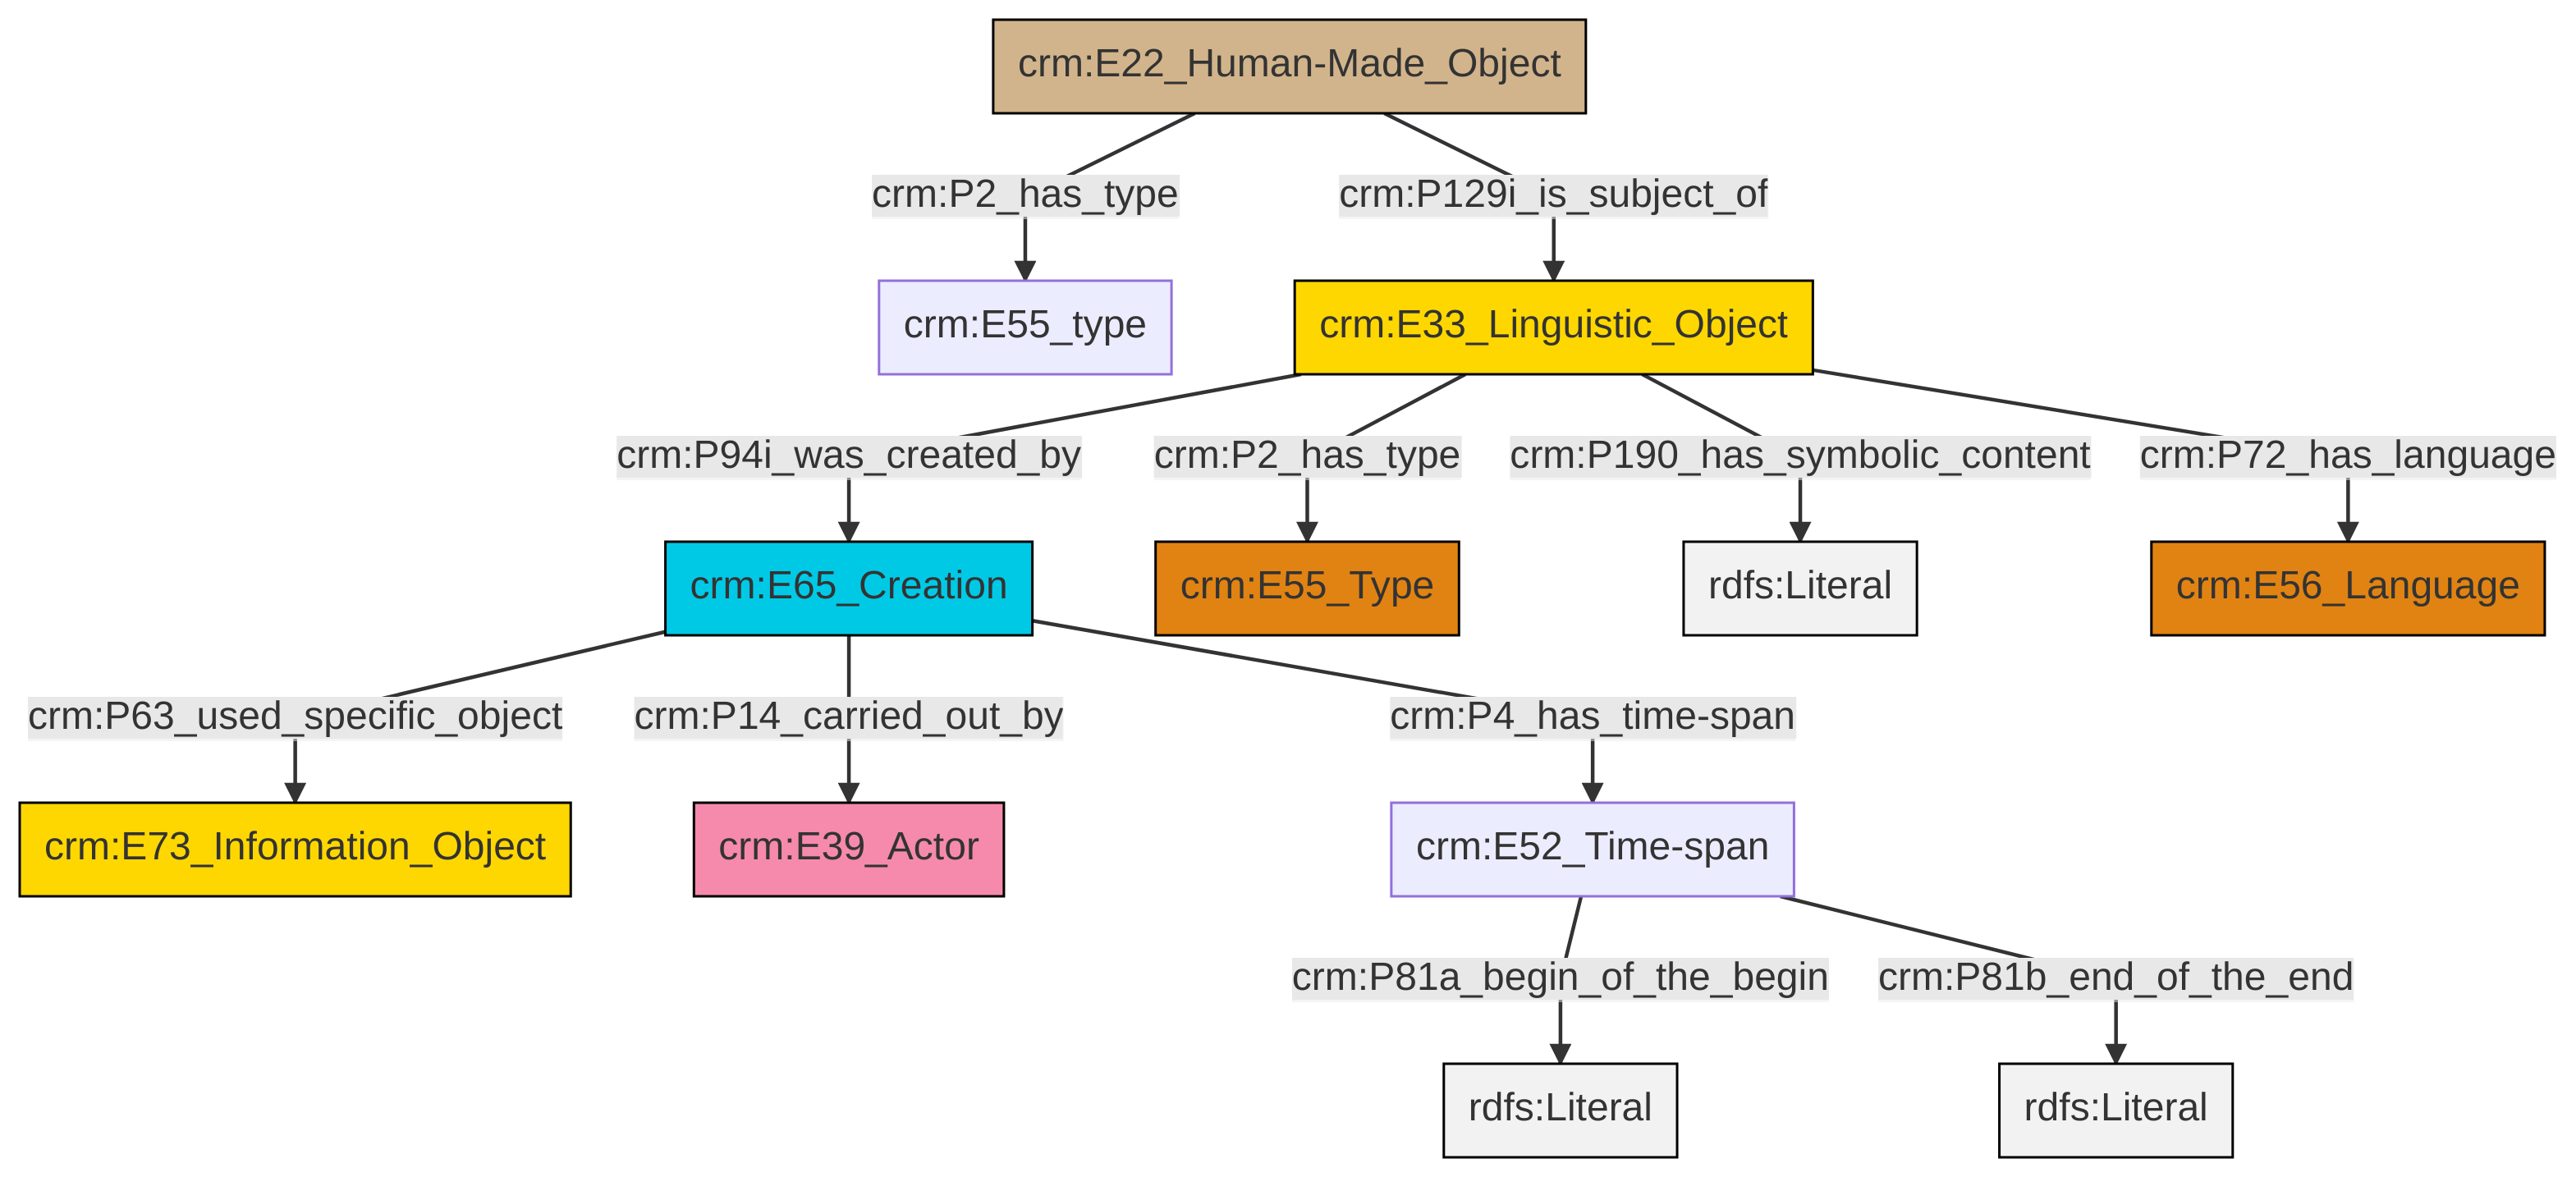 crm:E22_Human-Made_Object
crm:P2_has_type
crm:P129i_is_subject_of
crm:E55_type
crm:E33_Linguistic_Object
crm:P94i_was_created_by
crm:P2_has_type
crm:P190_has_symbolic_content
crm:P72_has_language
crm:E65_Creation
crm:E55_Type
rdfs:Literal
crm:E56_Language
crm:P63_used_specific_object
crm:P14_carried_out_by
crm:P4_has_time-span
crm:E73_Information_Object
crm:E39_Actor
crm:E52_Time-span
crm:P81a_begin_of_the_begin
crm:P81b_end_of_the_end
rdfs:Literal
rdfs:Literal